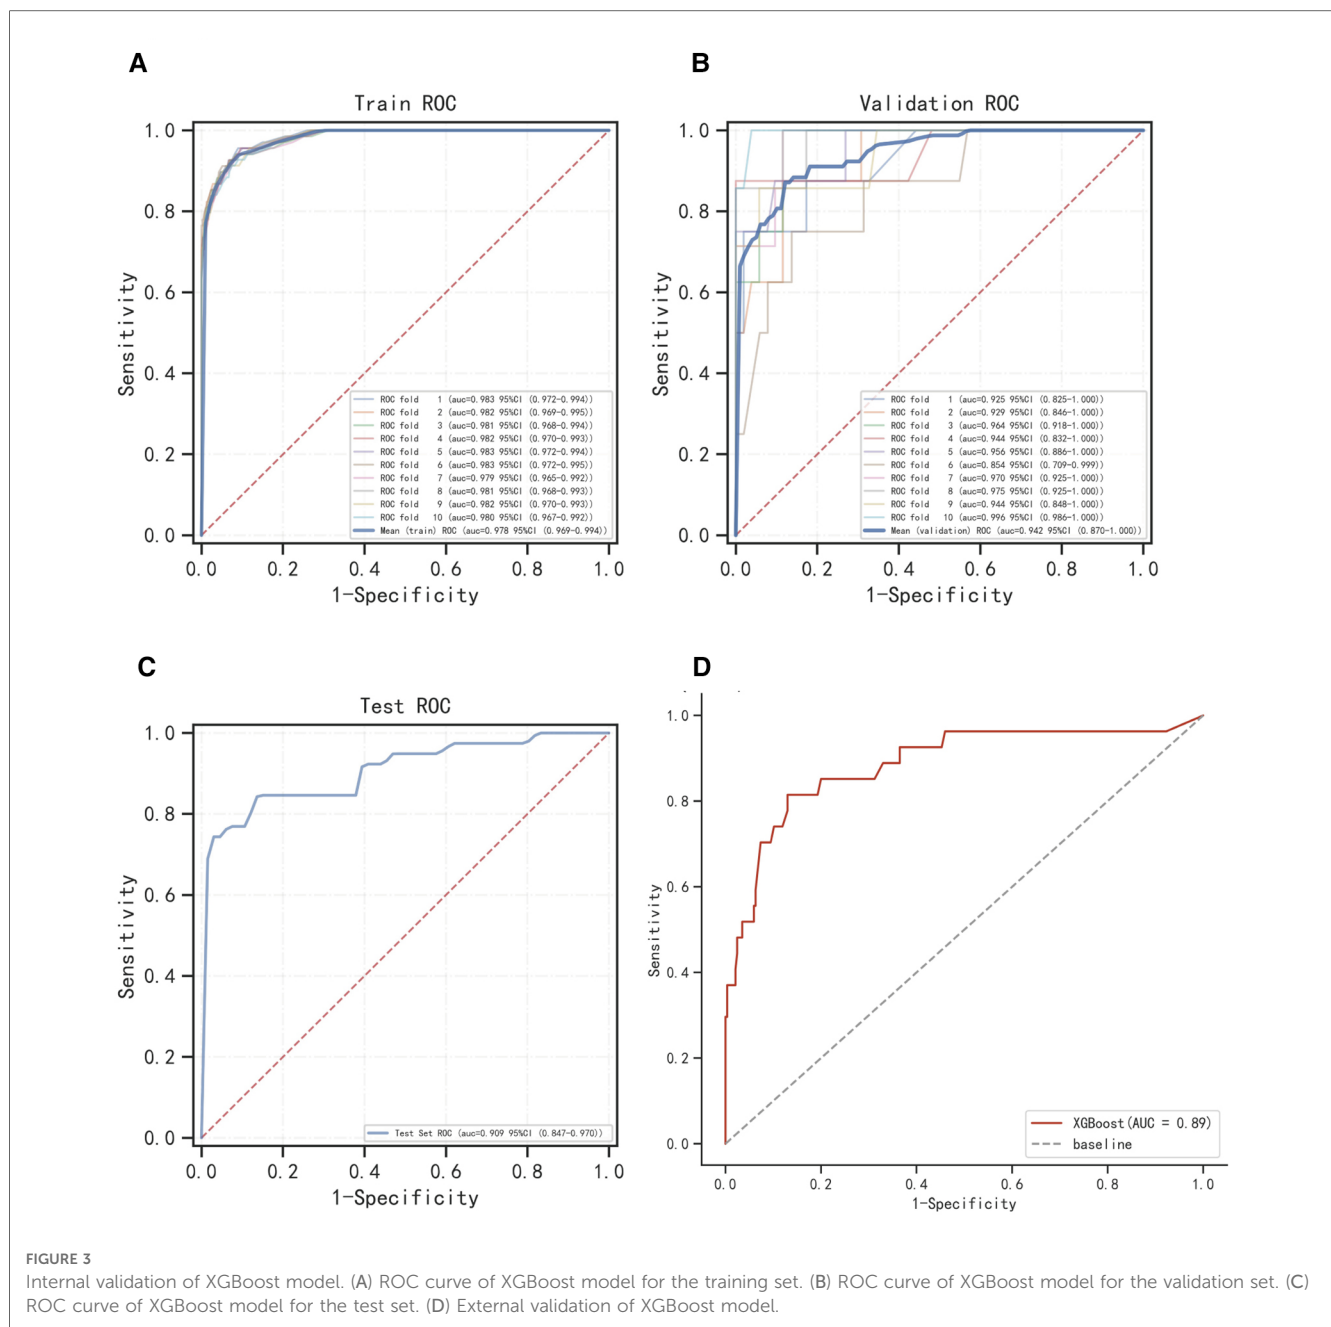 A
Train ROC
Sensitivity
1.0
0.8
0.6
0.4
0.2
0.0
ROC fold 1 (auc=0.983 95%CI (0.972-0.994))
ROC fold 2 (auc=0.982 95%CI (0.969-0.995))
ROC fold 3 (auc=0.981 95%CI (0.968-0.994))
ROC fold 4 (auc=0.982 95%CI (0.970-0.993))
ROC fold 5 (auc=0.983 95%CI (0.972-0.994))
ROC fold 6 (auc=0.983 95%CI (0.972-0.995))
ROC fold 7 (auc=0.979 95%CI (0.965-0.992))
ROC fold 8 (auc=0.981 95%CI (0.968-0.993))
ROC fold 9 (auc=0.982 95%CI (0.970-0.993))
ROC fold 10 (auc=0.980 95%CI (0.967-0.992))
Mean (train) ROC (auc=0.978 95%CI (0.969-0.994))
0.0 0.2 0.4 0.6 0.8 1.0
1-Specificity
B
Validation ROC
Sensitivity
1.0
0.8
0.6
0.4
0.2
0.0
ROC fold 1 (auc=0.925 95%CI (0.825-1.000))
ROC fold 2 (auc=0.929 95%CI (0.846-1.000))
ROC fold 3 (auc=0.964 95%CI (0.918-1.000))
ROC fold 4 (auc=0.944 95%CI (0.832-1.000))
ROC fold 5 (auc=0.956 95%CI (0.886-1.000))
ROC fold 6 (auc=0.854 95%CI (0.709-0.999))
ROC fold 7 (auc=0.970 95%CI (0.925-1.000))
ROC fold 8 (auc=0.975 95%CI (0.925-1.000))
ROC fold 9 (auc=0.944 95%CI (0.848-1.000))
ROC fold 10 (auc=0.996 95%CI (0.986-1.000))
Mean (validation) ROC (auc=0.942 95%CI (0.870-1.000))
0.0 0.2 0.4 0.6 0.8 1.0
1-Specificity
C
Test ROC
Sensitivity
1.0
0.8
0.6
0.4
0.2
0.0
Test Set ROC (auc=0.909 95%CI (0.847-0.970))
0.0 0.2 0.4 0.6 0.8 1.0
1-Specificity
D
Sensitivity
1.0
0.8
0.6
0.4
0.2
0.0
XGBoost(AUC = 0.89)
baseline
0.0 0.2 0.4 0.6 0.8 1.0
1-Specificity
FIGURE 3
Internal validation of XGBoost model. (A) ROC curve of XGBoost model for the training set. (B) ROC curve of XGBoost model for the validation set. (C)
ROC curve of XGBoost model for the test set. (D) External validation of XGBoost model.